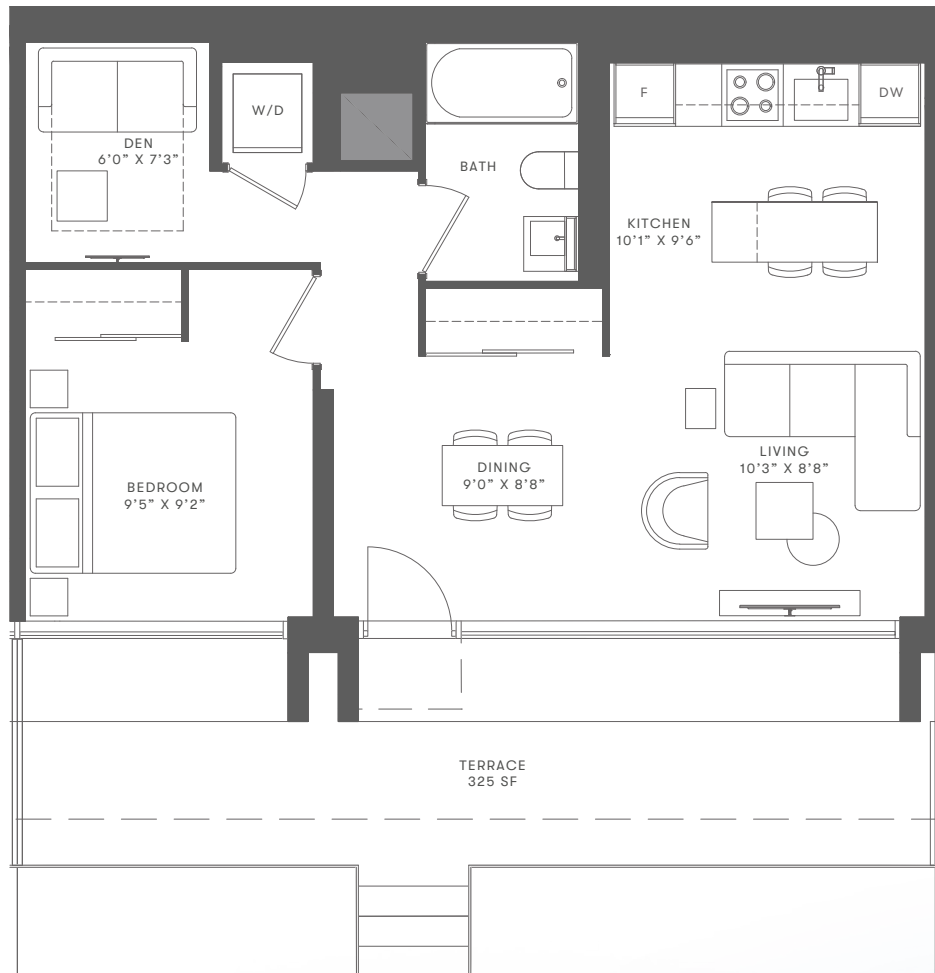 W/D
F
DW
DEN
6’0” X 7’3”
BATH
KITCHEN
10’1” X 9’6”
LIVING
10’3” X 8’8”
DINING
9’0” X 8’8”
BEDROOM
9’5” X 9’2”
TERRACE
325 SF